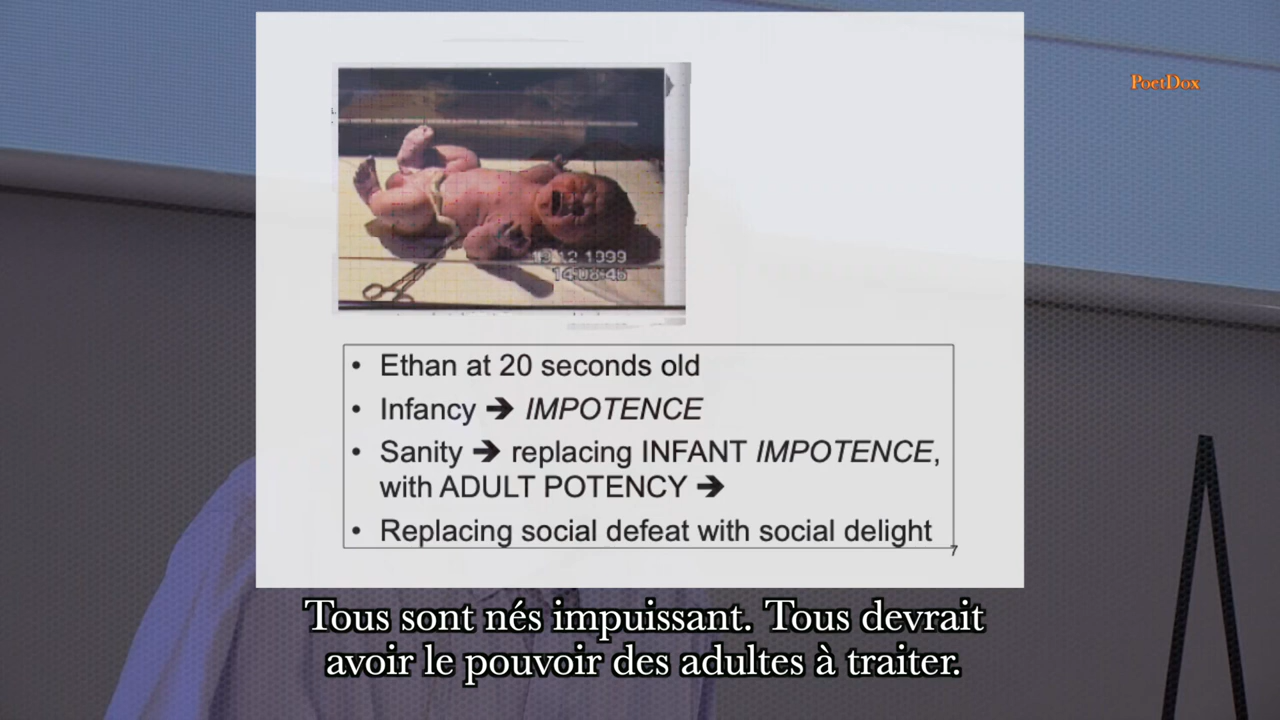 PoetDox
19 12 1999
14:08:46
• Ethan at 20 seconds old
• Infancy ➔ IMPOTENCE
• Sanity ➔ replacing INFANT IMPOTENCE,
with ADULT POTENCY ➔
• Replacing social defeat with social delight
7
Tous sont nés impuissant. Tous devrait
avoir le pouvoir des adultes à traiter.